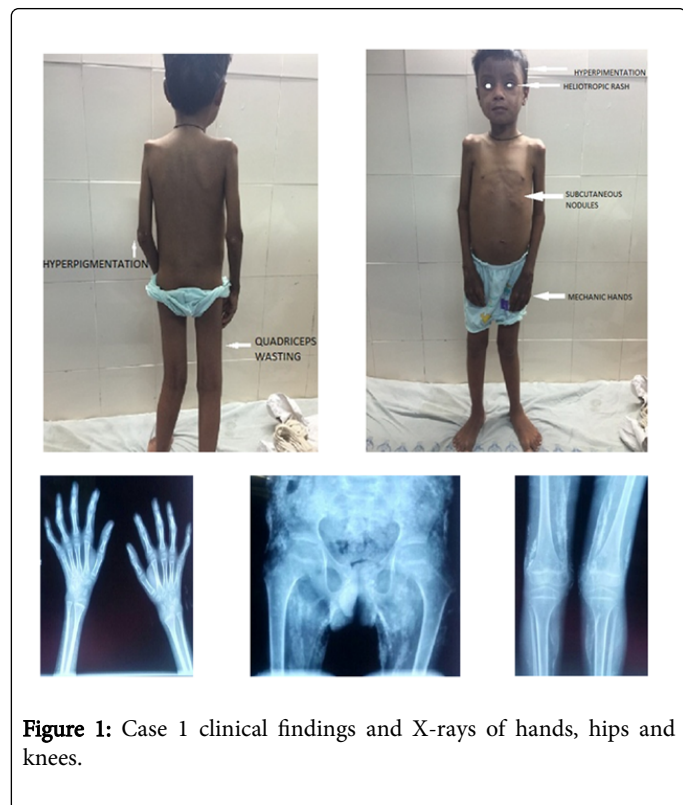 HYPERPIGMENTATION
QUADRICEPS
WASTING
HYPERPIMENTATION
HELIOTROPIC RASH
SUBCUTANEOUS
NODULES
MECHANIC HANDS
Figure 1: Case 1 clinical findings and X-rays of hands, hips and
knees.